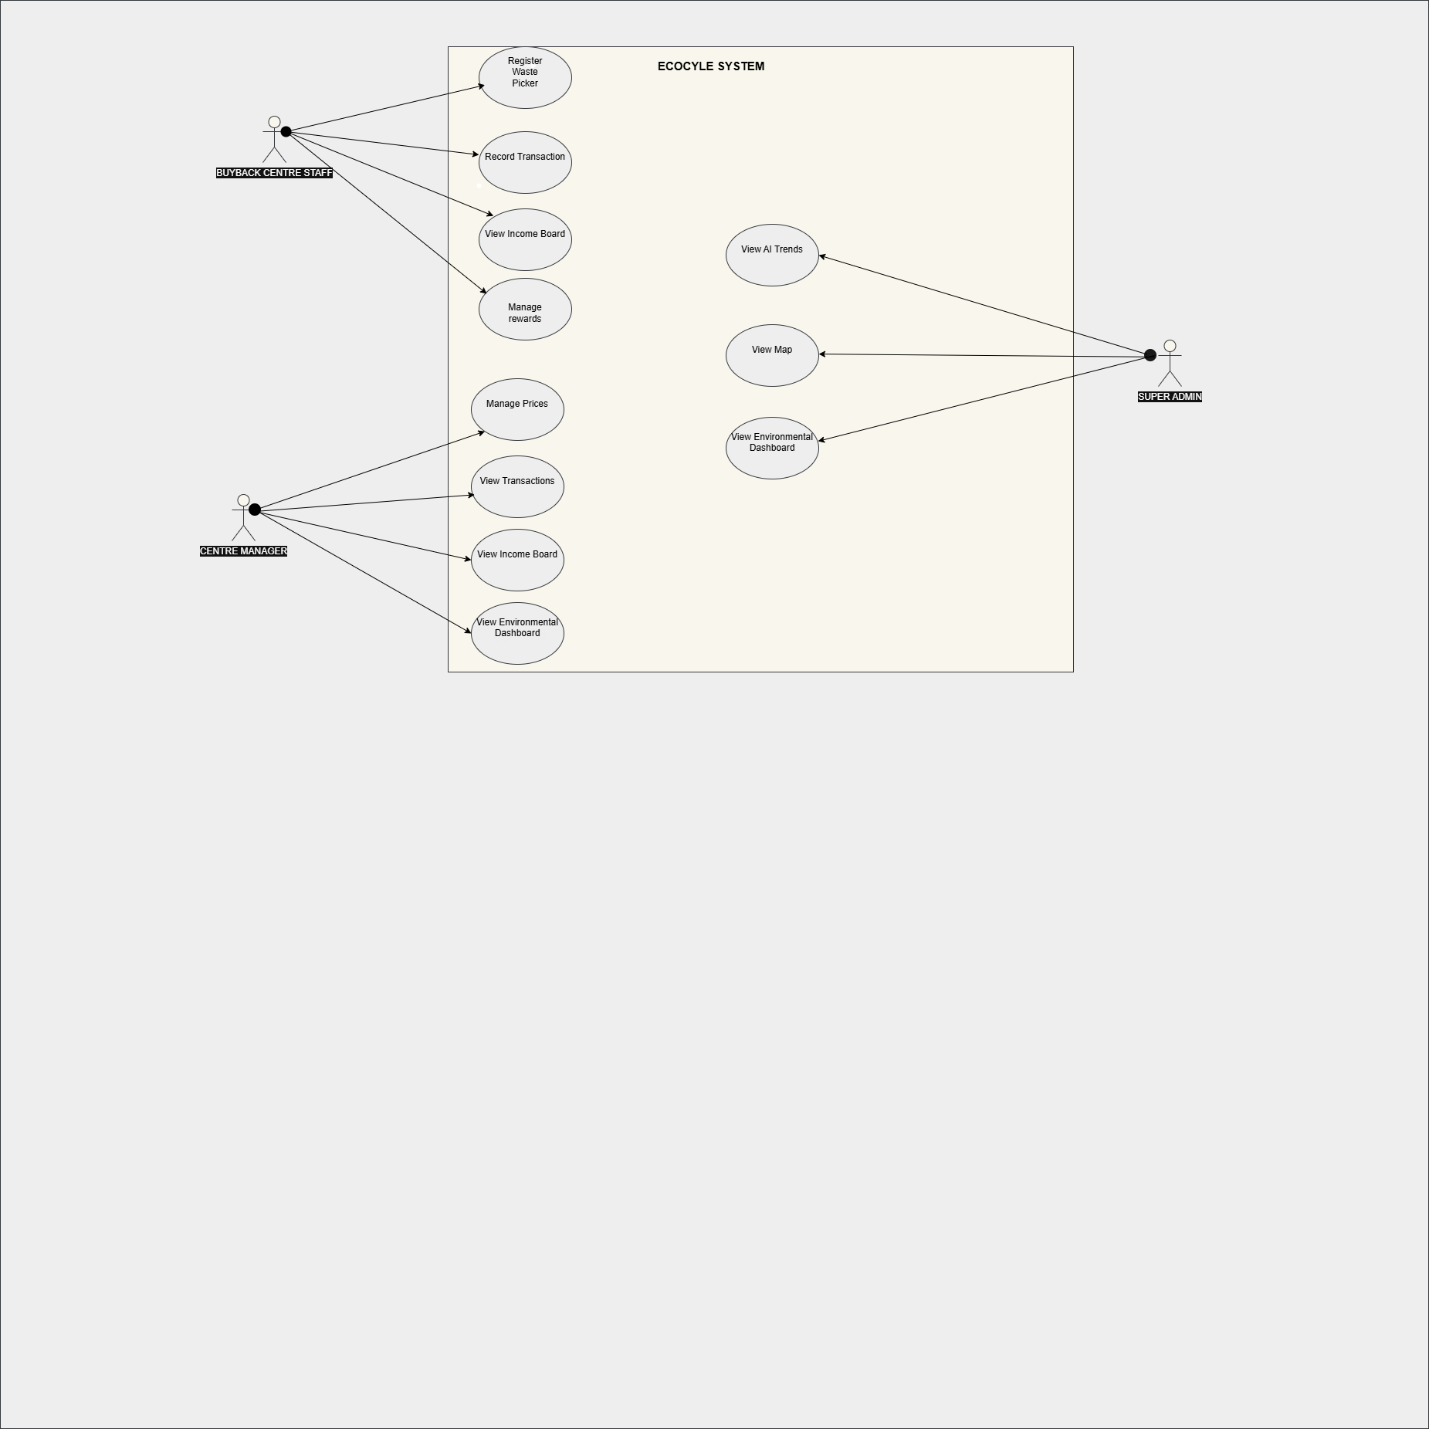 ECOCYLE SYSTEM
Register
Waste
Picker
Record Transaction
View Income Board
Manage
rewards
Manage Prices
View Transactions
View Income Board
View Environmental
Dashboard
View AI Trends
View Map
View Environmental
Dashboard
BUYBACK CENTRE STAFF
CENTRE MANAGER
SUPER ADMIN